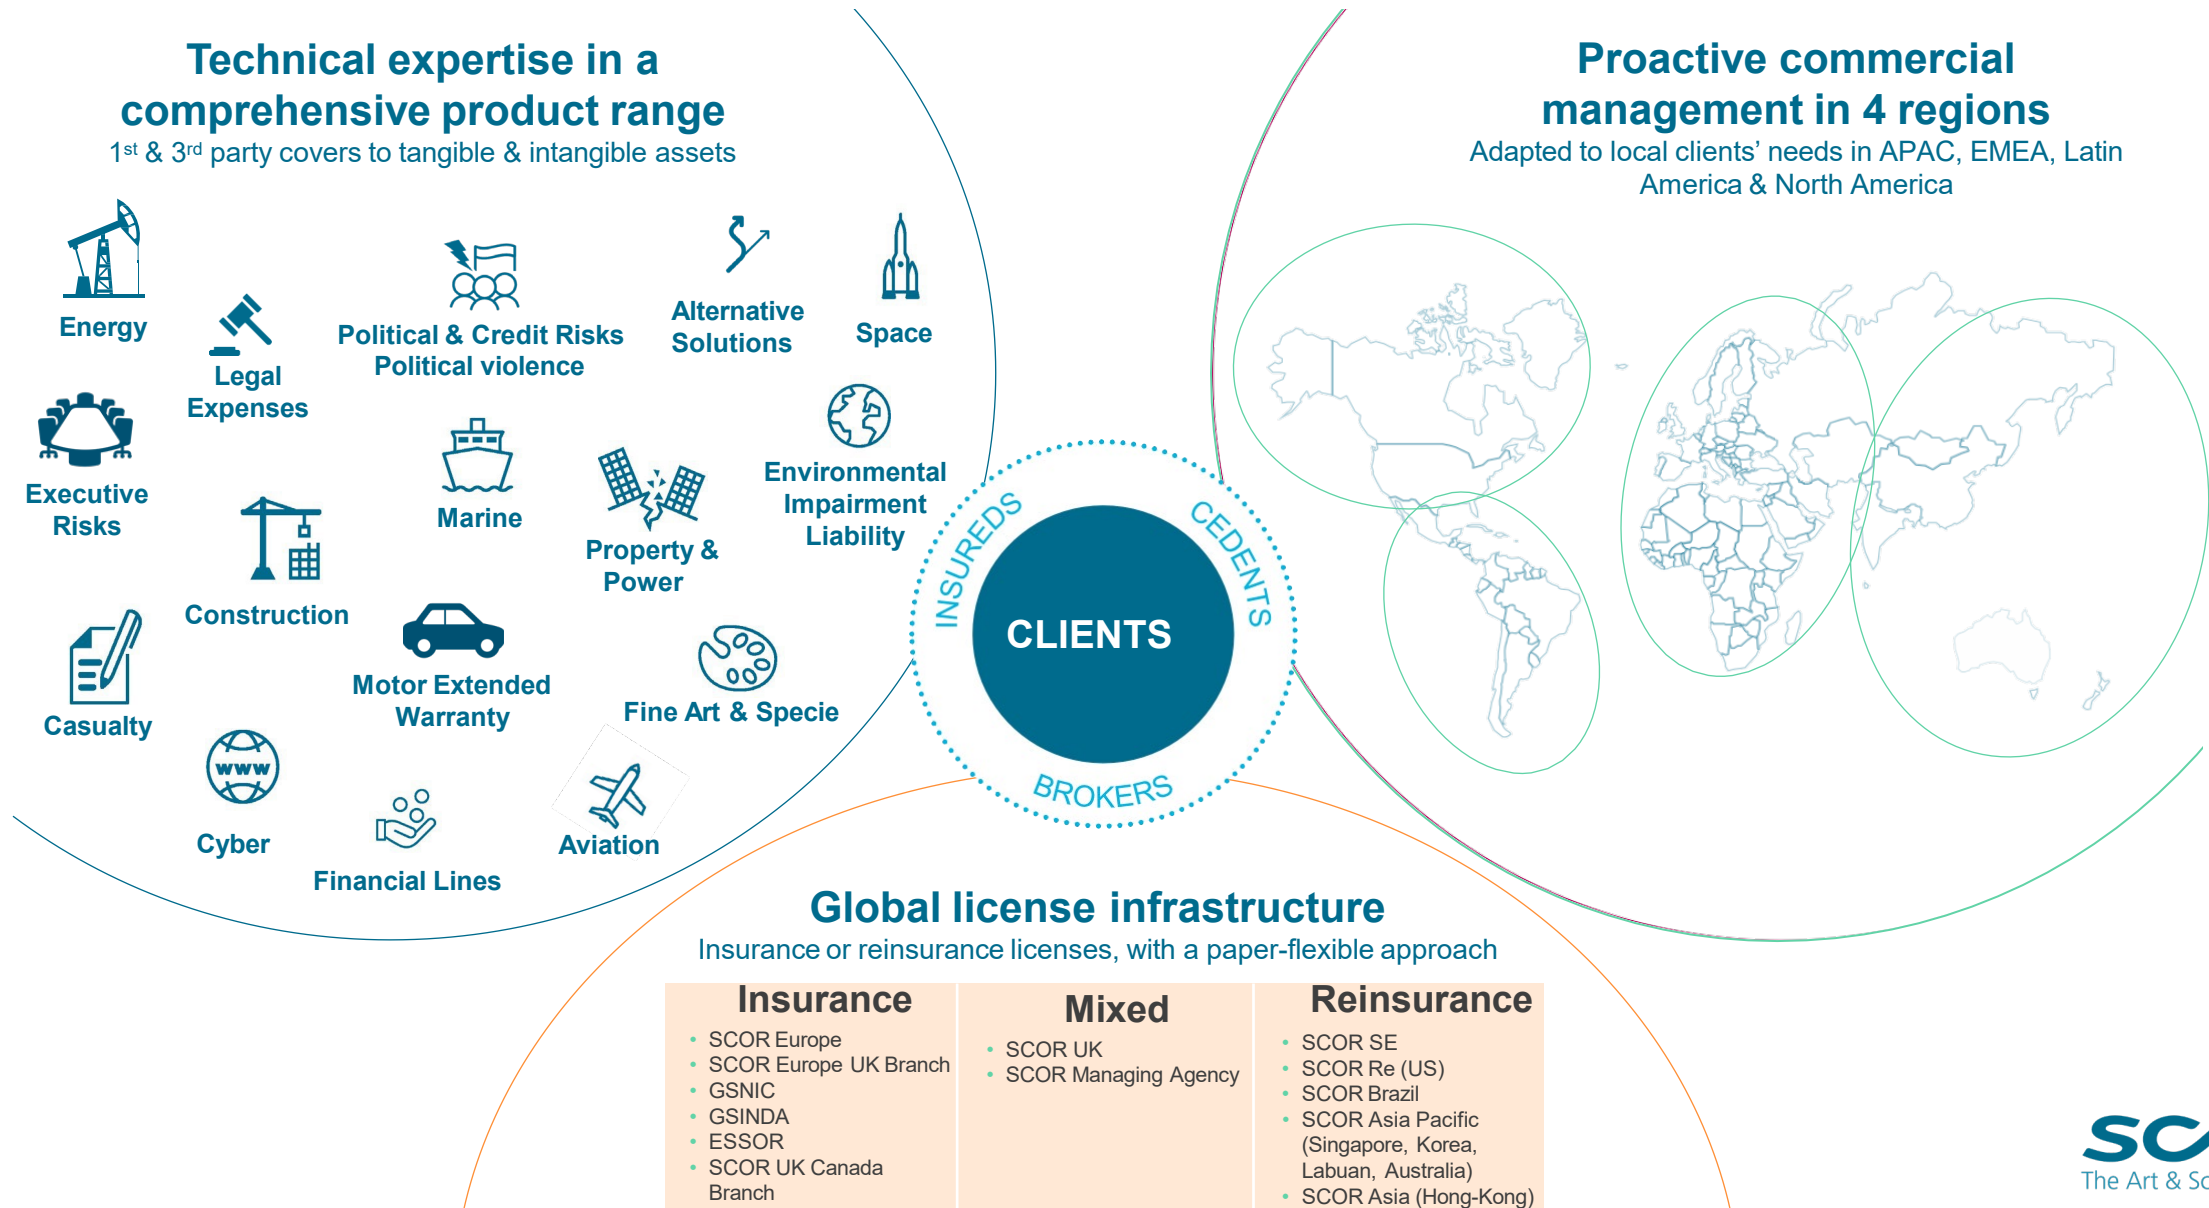 Technical expertise in a
comprehensive product range
1st & 3rd party covers to tangible & intangible assets
Energy
Legal
Expenses
Political & Credit Risks
Political violence
Alternative
Solutions
Space
Executive
Risks
Marine
Environmental
Impairment
Liability
Construction
Property &
Power
Casualty
Motor Extended
Warranty
Fine Art & Specie
www
Cyber
Financial Lines
Aviation
INSUREDS
CEDENTS
CLIENTS
BROKERS
Proactive commercial
management in 4 regions
Adapted to local clients’ needs in APAC, EMEA, Latin
America & North America
Global license infrastructure
Insurance or reinsurance licenses, with a paper-flexible approach
Insurance
• SCOR Europe
• SCOR Europe UK Branch
• GSNIC
• GSINDA
• ESSOR
• SCOR UK Canada
Branch
Mixed
• SCOR UK
• SCOR Managing Agency
Reinsurance
• SCOR SE
• SCOR Re (US)
• SCOR Brazil
• SCOR Asia Pacific
(Singapore, Korea,
Labuan, Australia)
• SCOR Asia (Hong-Kong)
SC
The Art & Sc